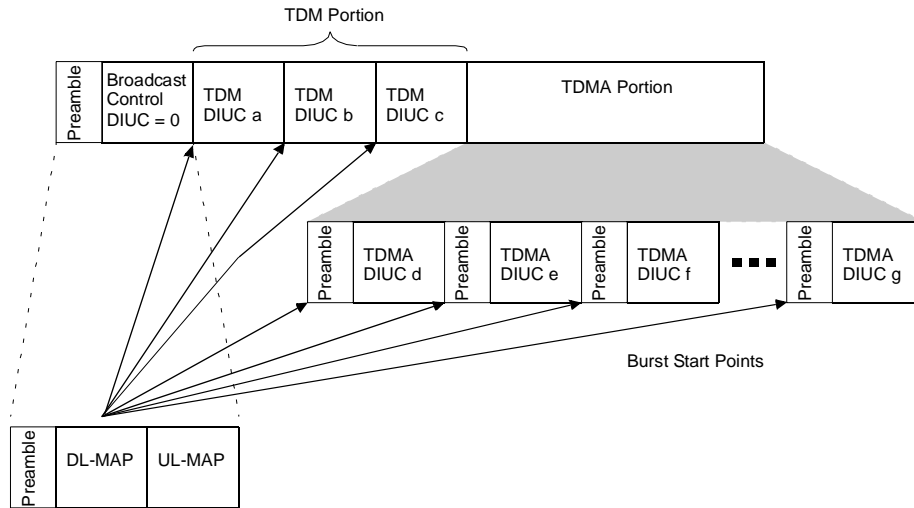 TDM Portion
Preamble
Broadcast
Control
DIUC = 0
TDM
DIUC a
TDM
DIUC b
TDM
DIUC c
TDMA Portion
Preamble
TDMA
DIUC d
Preamble
TDMA
DIUC e
Preamble
TDMA
DIUC f
Preamble
TDMA
DIUC g
Burst Start Points
Preamble
DL-MAP
UL-MAP